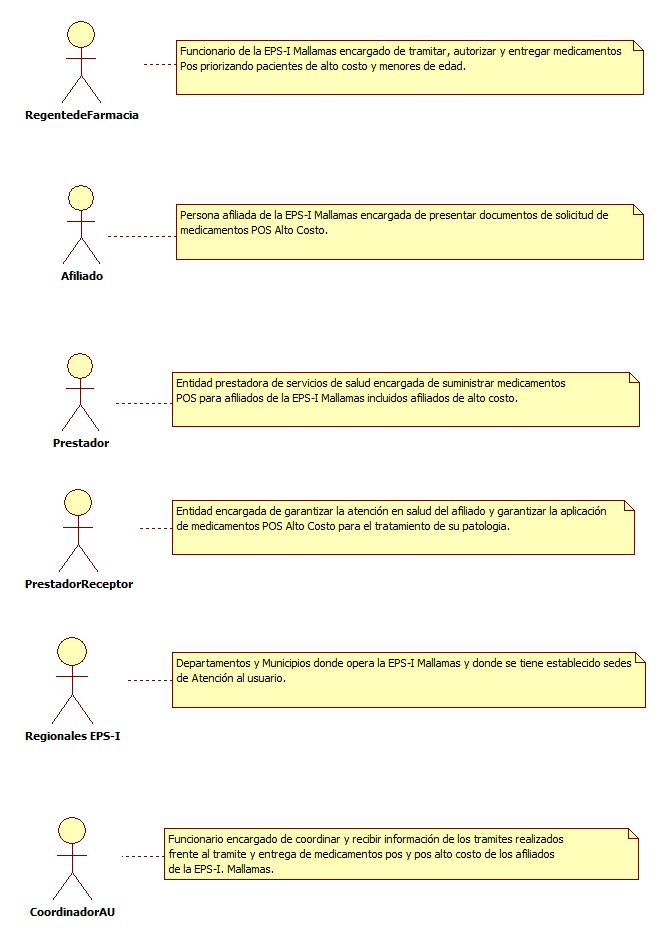 Funcionario de la EPS-I Mallamas encargado de tramitar, autorizar y entregar medicamentos
Pos priorizando pacientes de alto costo y menores de edad.
RegentedeFarmacia
Persona afiliada de la EPS-I Mallamas encargada de presentar documentos de solicitud de
medicamentos POS Alto Costo.
Afiliado
Entidad prestadora de servicios de salud encargada de suministrar medicamentos
POS para afiliados de la EPS-I Mallamas incluidos afiliados de alto costo.
Prestador
Entidad encargada de garantizar la atención en salud del afiliado y garantizar la aplicación
de medicamentos POS Alto Costo para el tratamiento de su patologia.
PrestadorReceptor
Departamentos y Municipios donde opera la EPS-I Mallamas y donde se tiene establecido sedes
de Atención al usuario.
Regionales EPS-I
Funcionario encargado de coordinar y recibir información de los tramites realizados
frente al tramite y entrega de medicamentos pos y pos alto costo de los afiliados
de la EPS-I. Mallamas.
CoordinadorAU